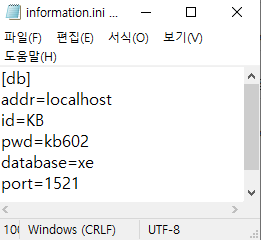 information.ini ...
파일(F) 편집(E) 서식(O) 보기(V)
도움말(H)
[db]
addr=localhost
id=KB
pwd=kb602
database=xe
port=1521
Windows (CRLF) UTF-8